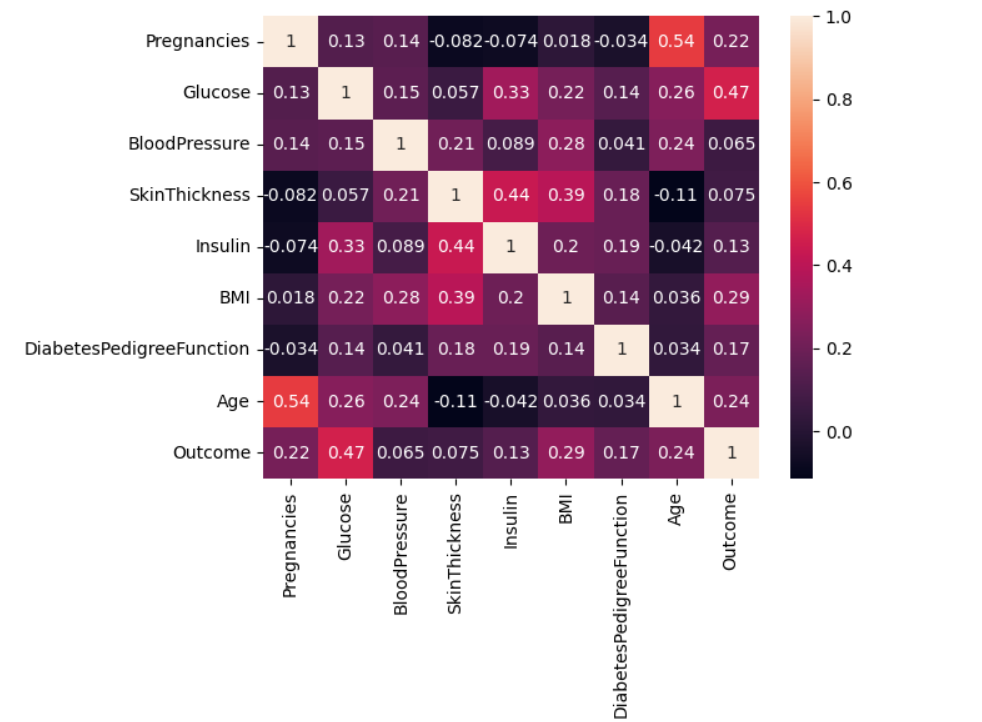 1.0
Pregnancies 1 0.13 0.14 -0.082 -0.074 0.018 -0.034 0.54 0.22
Glucose 0.13 1 0.15 0.057 0.33 0.22 0.14 0.26 0.47
0.8
BloodPressure 0.14 0.15 1 0.21 0.089 0.28 0.041 0.24 0.065
0.6
SkinThickness -0.082 0.057 0.21 1 0.44 0.39 0.18 -0.11 0.075
Insulin -0.074 0.33 0.089 0.44 1 0.2 0.19 -0.042 0.13
0.4
BMI 0.018 0.22 0.28 0.39 0.2 1 0.14 0.036 0.29
0.2
DiabetesPedigreeFunction -0.034 0.14 0.041 0.18 0.19 0.14 1 0.034 0.17
Age 0.54 0.26 0.24 -0.11 -0.042 0.036 0.034 1 0.24
0.0
Outcome 0.22 0.47 0.065 0.075 0.13 0.29 0.17 0.24 1
Pregnancies
Glucose
BloodPressure
SkinThickness
Insulin
BMI
DiabetesPedigreeFunction
Age
Outcome